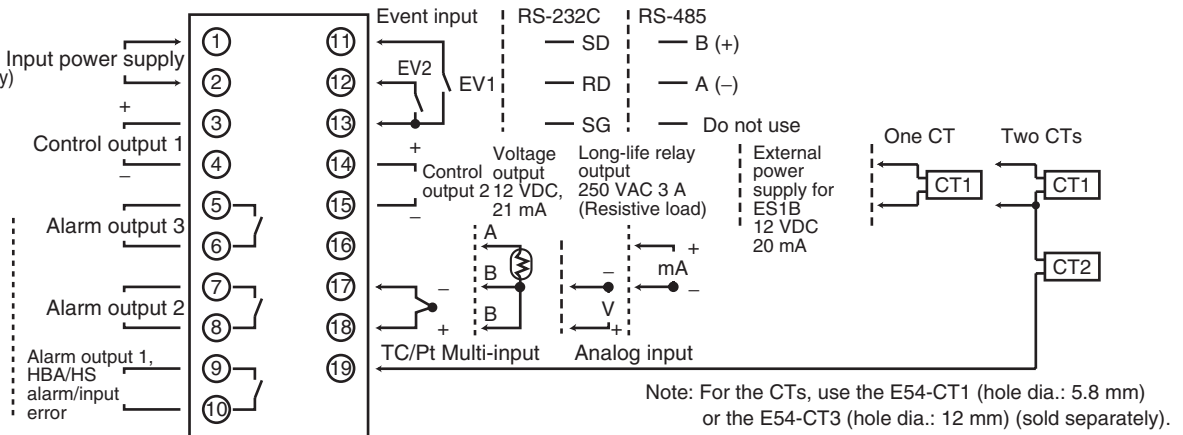 Input power supply
y)
+
Control output 1
–
Alarm output 3
Alarm output 2
Alarm output 1,
HBA/HS
alarm/input
error
1
2
3
4
5
6
7
8
9
10
11
12
13
14
15
16
17
18
19
Event input
EV2
EV1
RS-232C
SD
RD
SG
RS-485
B (+)
A (–)
Do not use
+
Control
output 2
–
Voltage
output
12 VDC,
21 mA
Long-life relay
output
250 VAC 3 A
(Resistive load)
External
power
supply for
ES1B
12 VDC
20 mA
One CT
CT1
Two CTs
CT1
CT2
–
+
A
B
B
TC/Pt Multi-input
–
V
+
+
mA
–
Analog input
Note: For the CTs, use the E54-CT1 (hole dia.: 5.8 mm)
or the E54-CT3 (hole dia.: 12 mm) (sold separately).